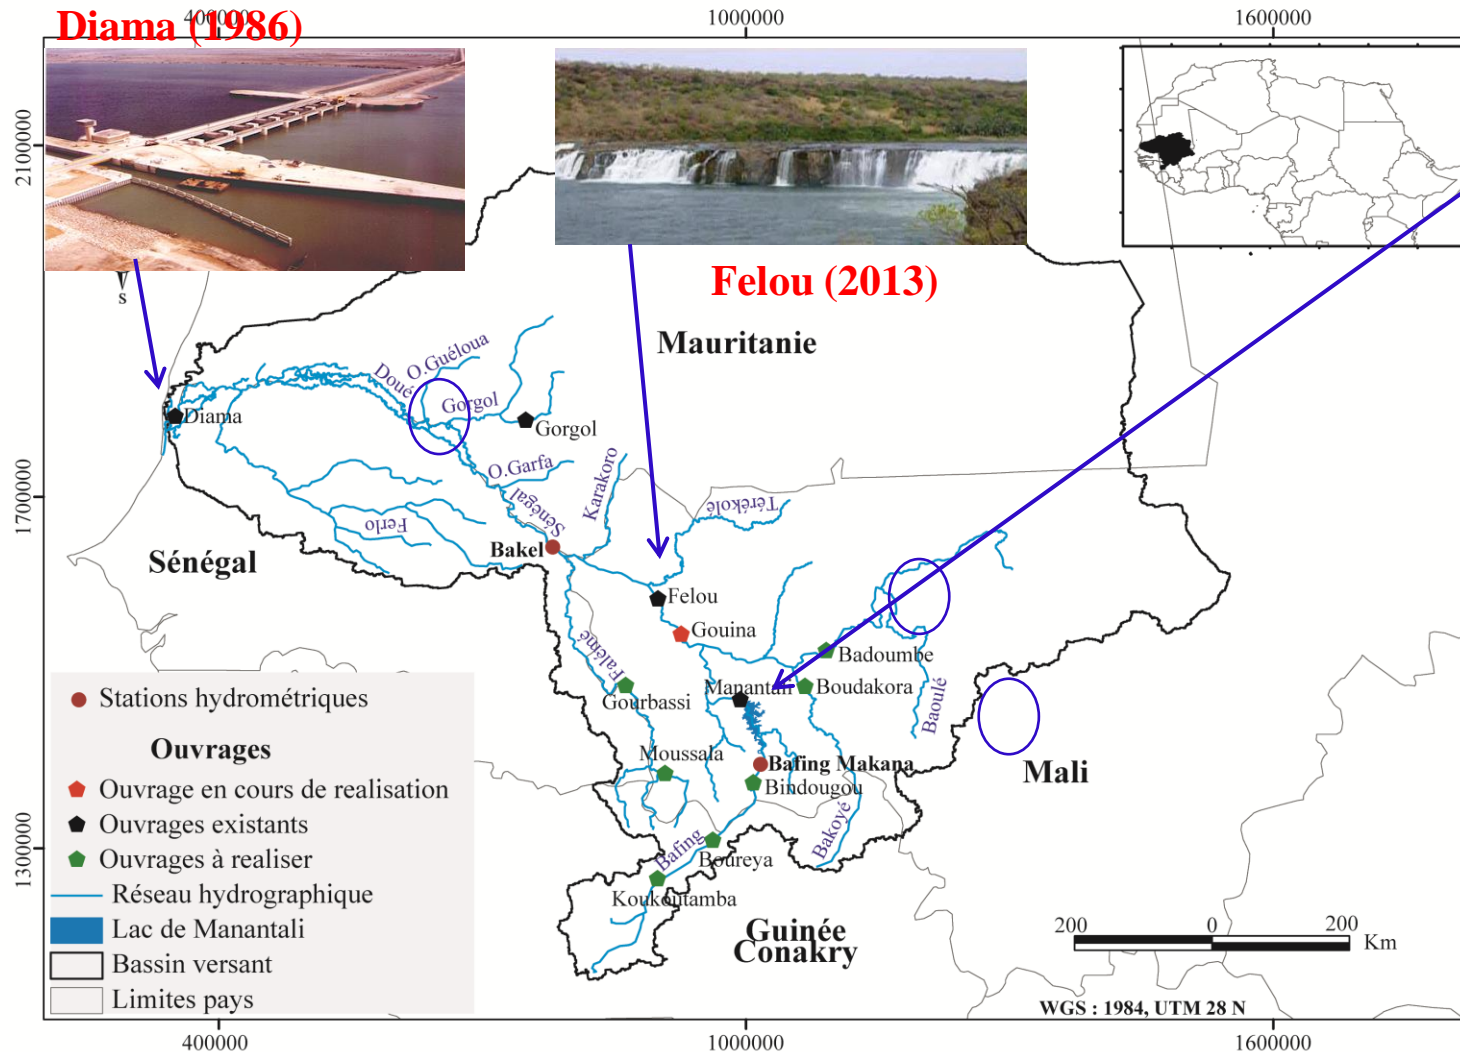 400000
1000000
1600000
Diama (1986)
Felou (2013)
2100000
1700000
1300000
S
Mauritanie
O.Guéloua
Doué
Gorgol
Diama
Gorgol
O.Garfa
Karakoro
Térékolé
Sénégal
Ferlo
Bakel
Sénégal
Felou
Gouina
Falémé
Badoumbe
Manantali
Boudakora
Gourbassi
Baoulé
Moussala
Bafing Makana
Mali
Bindougou
Bakoyé
Bafing
Boureya
Koukoutamba
Guinée
Conakry
Stations hydrométriques
Ouvrages
Ouvrage en cours de realisation
Ouvrages existants
Ouvrages à realiser
Réseau hydrographique
Lac de Manantali
Bassin versant
Limites pays
200 0 200
Km
WGS : 1984, UTM 28 N
400000
1000000
1600000